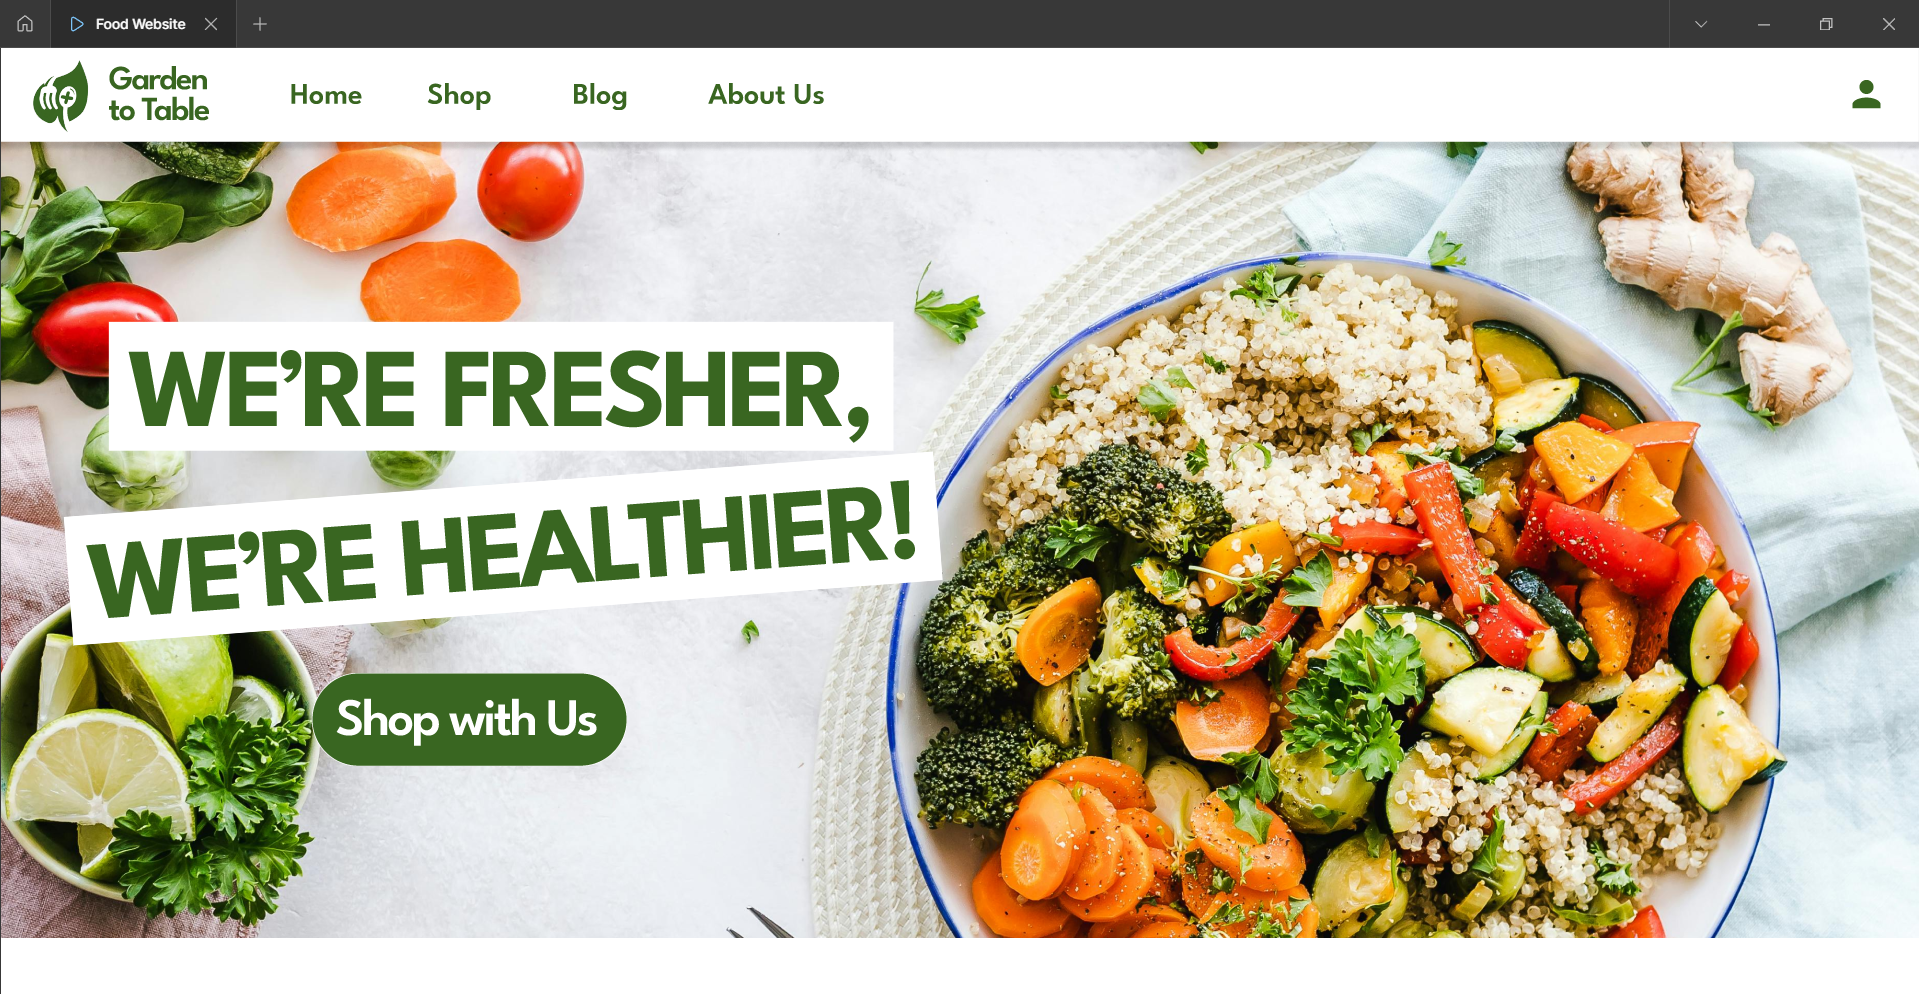 Food Website
Garden
to Table
Home Shop Blog About Us
WE’RE FRESHER,
WE’RE HEALTHIER!
Shop with Us